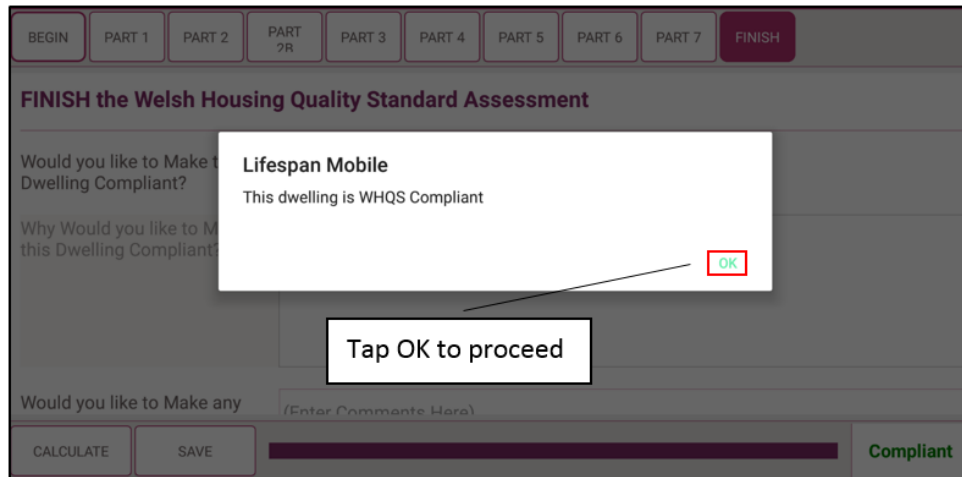 BEGIN PART 1 PART 2 PART 2B PART 3 PART 4 PART 5 PART 6 PART 7 FINISH
FINISH the Welsh Housing Quality Standard Assessment
Would you like to Make t
Dwelling Compliant?
Why Would you like to M
this Dwelling Compliant?
Lifespan Mobile
This dwelling is WHQS Compliant
OK
Tap OK to proceed
Would you like to Make any
(Enter Comments Here)
CALCULATE SAVE Compliant